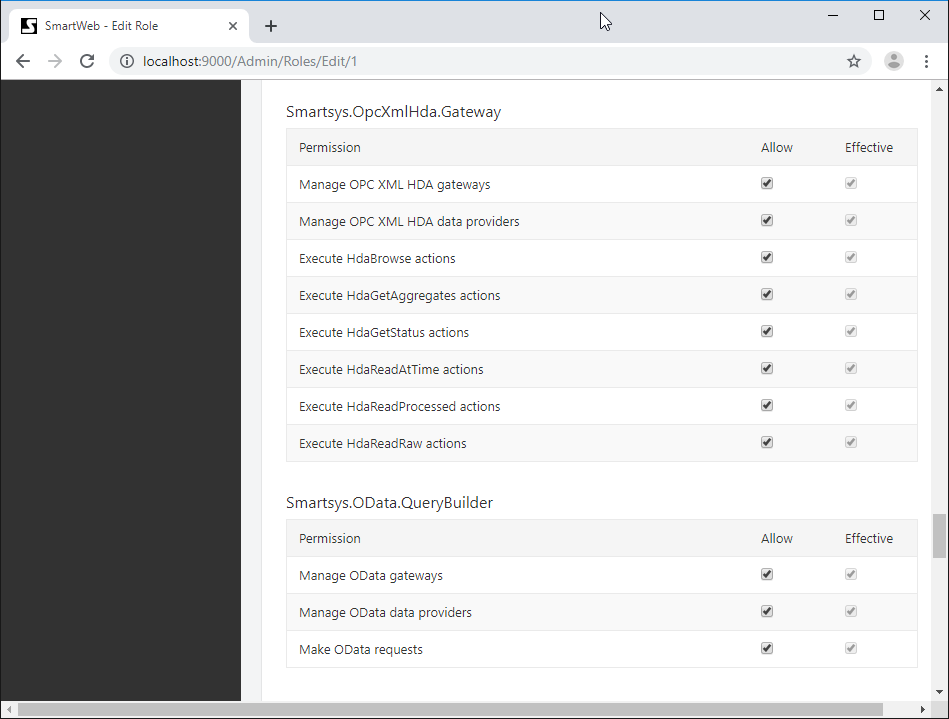 SmartWeb - Edit Role
localhost:9000/Admin/Roles/Edit/1
Smartsys.OpcXmlHda.Gateway
Permission Allow Effective
Manage OPC XML HDA gateways
Manage OPC XML HDA data providers
Execute HdaBrowse actions
Execute HdaGetAggregates actions
Execute HdaGetStatus actions
Execute HdaReadAtTime actions
Execute HdaReadProcessed actions
Execute HdaReadRaw actions
Smartsys.OData.QueryBuilder
Permission Allow Effective
Manage OData gateways
Manage OData data providers
Make OData requests